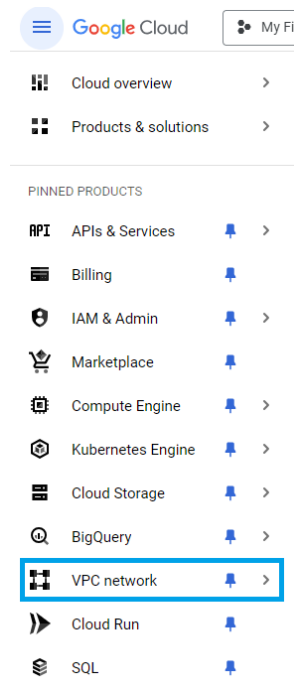 Google Cloud
My Fi
Cloud overview
Products & solutions
PINNED PRODUCTS
API APIs & Services
Billing
IAM & Admin
Marketplace
Compute Engine
Kubernetes Engine
Cloud Storage
BigQuery
VPC network
Cloud Run
SQL